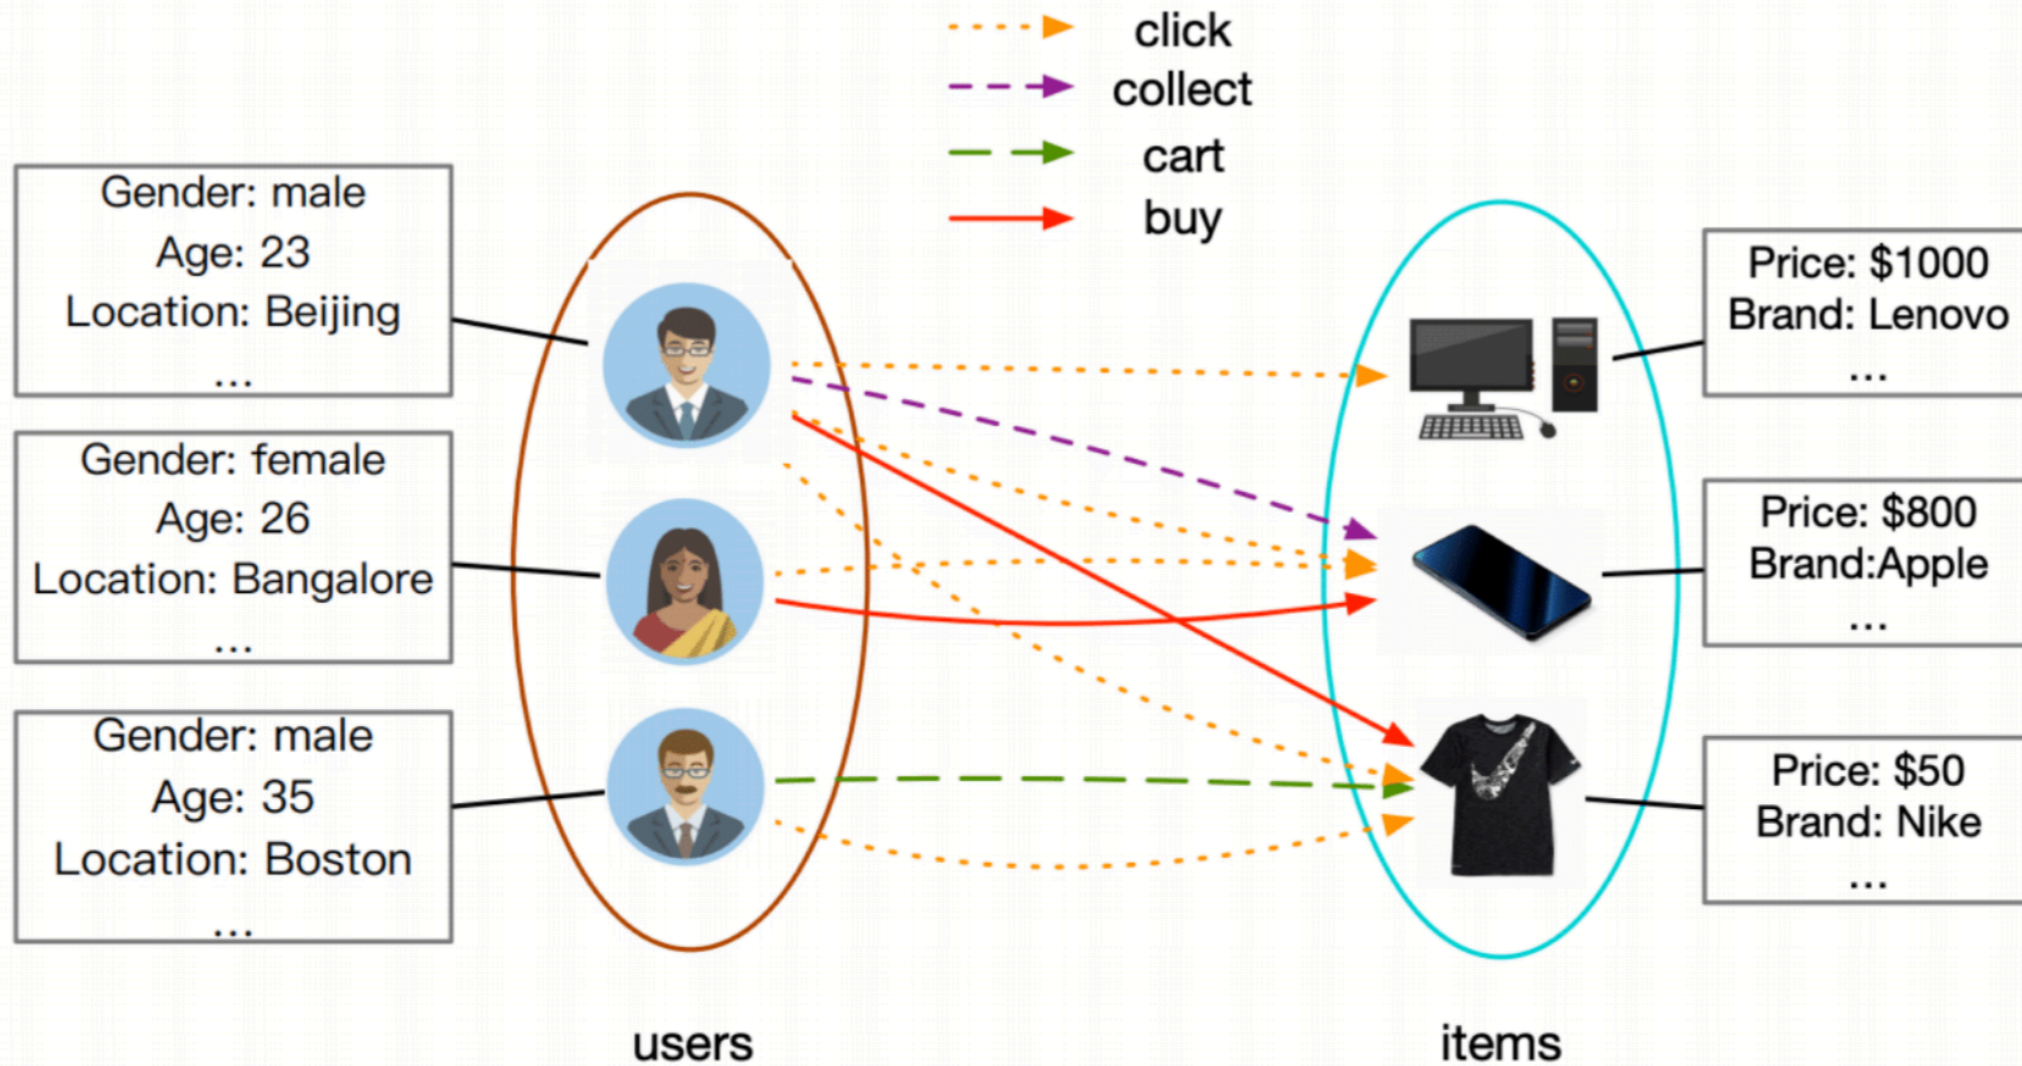 click
collect
cart
buy
Gender: male
Age: 23
Location: Beijing
...
Gender: female
Age: 26
Location: Bangalore
...
Gender: male
Age: 35
Location: Boston
...
Price: $1000
Brand: Lenovo
...
Price: $800
Brand:Apple
...
Price: $50
Brand: Nike
...
users
items